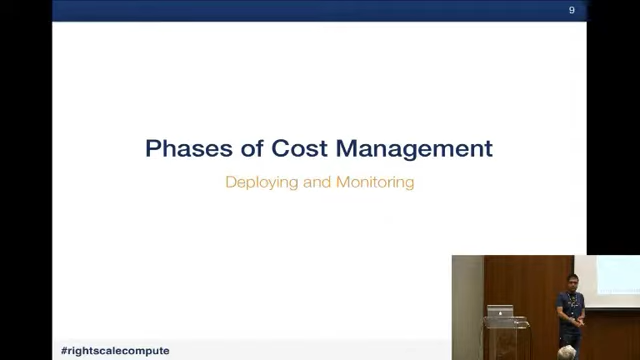 9
Phases of Cost Management
Deploying and Monitoring
#rightscalecompute